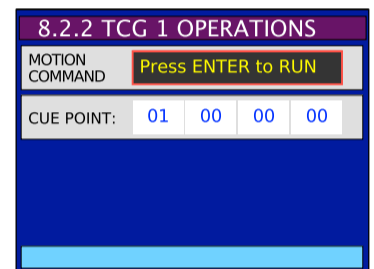 8.2.2 TCG 1 OPERATIONS
MOTION
COMMAND
Press ENTER to RUN
CUE POINT: 01 00 00 00